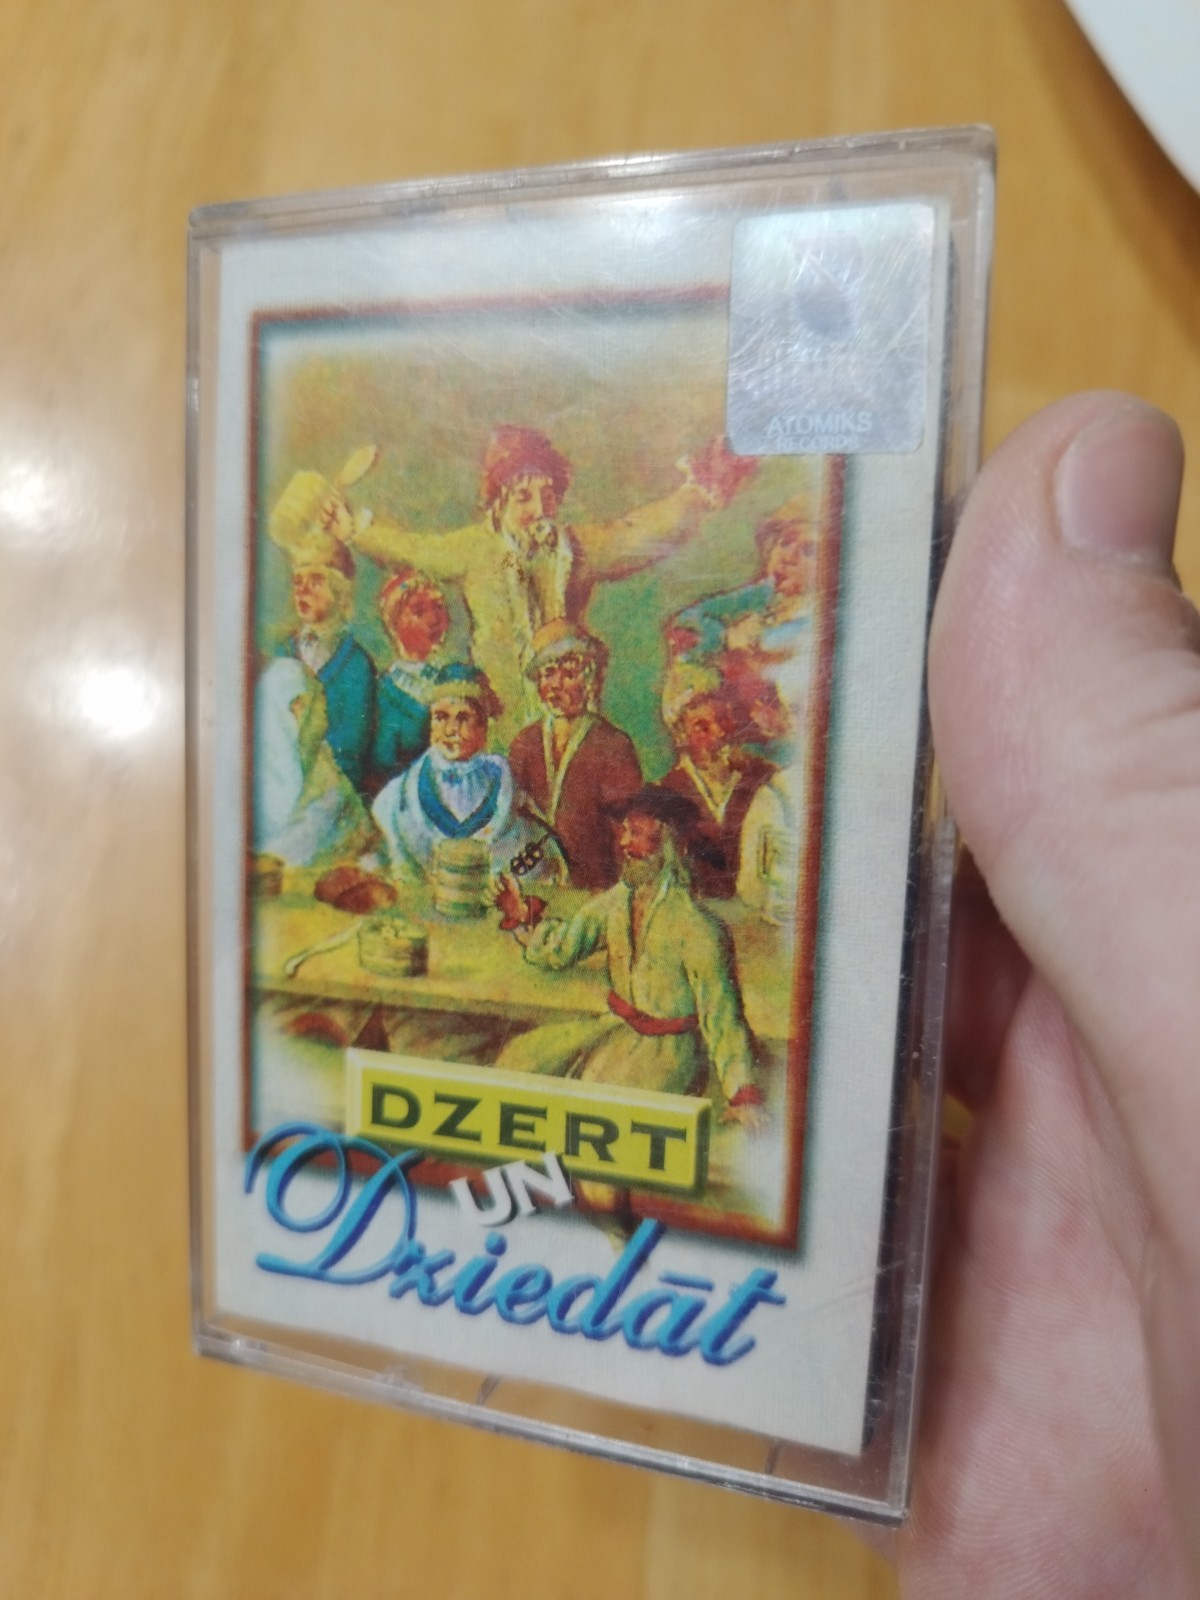 ATOMIKS
RECORDS
DZERT
UN
Dziedāt